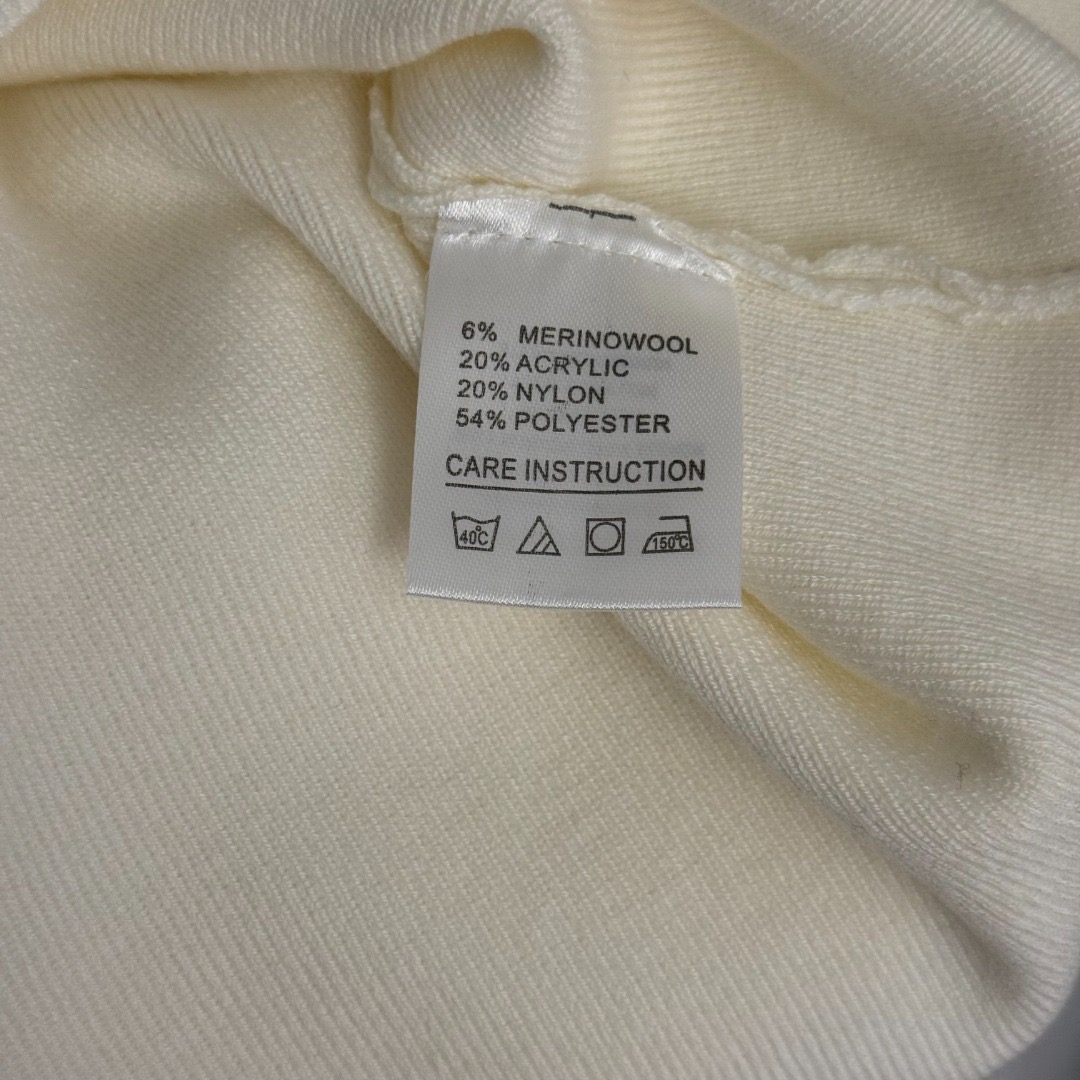 6% MERINOWOOL
20% ACRYLIC
20% NYLON
54% POLYESTER
CARE INSTRUCTION
40℃ 150℃